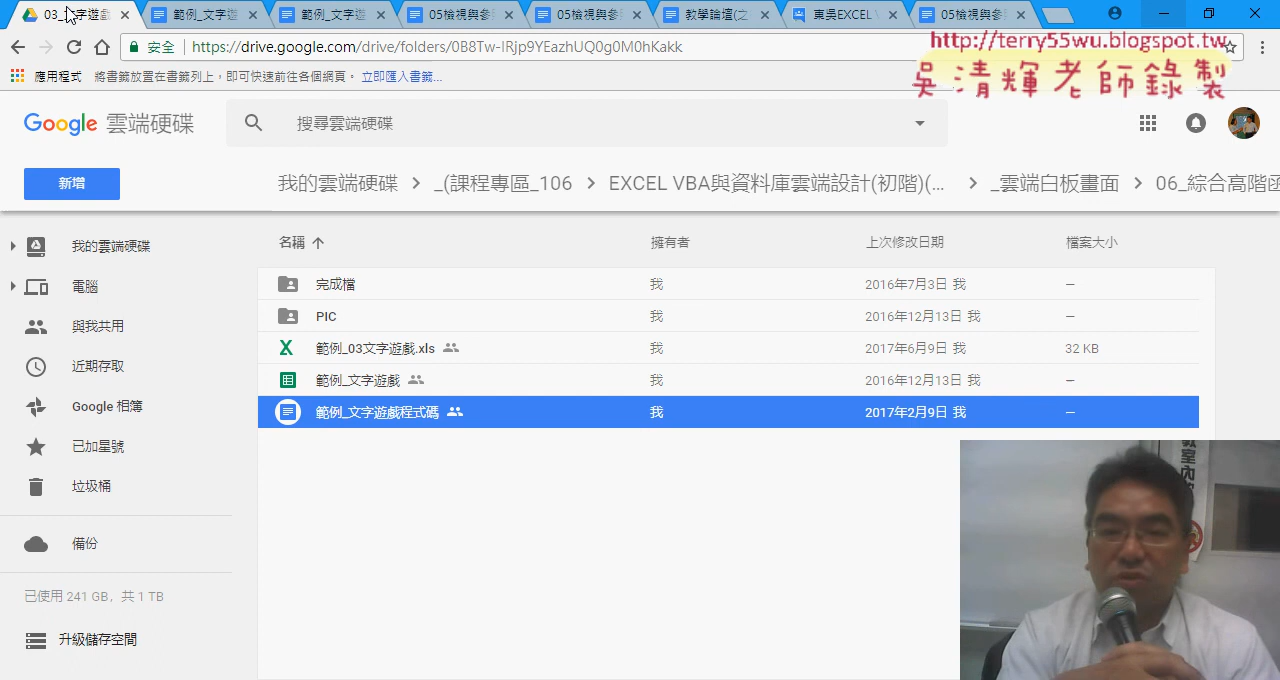 03_文字遊戲
範例_文字遊
範例_文字遊
05檢視與參
05檢視與參
教學論壇(之
東吳EXCEL V
05檢視與參
安全
https://drive.google.com/drive/folders/0B8Tw-IRjp9YEazhUQ0g0M0hKakk
http://terry55wu.blogspot.tw
吳清輝老師錄製
應用程式
將書籤放置在書籤列上，即可快速前往各個網頁。
立即匯入書籤...
Google 雲端硬碟
搜尋雲端硬碟
新增
我的雲端硬碟 > _(課程專區_106 > EXCEL VBA與資料庫雲端設計(初階)(... > _雲端白板畫面 > 06_綜合高階函
我的雲端硬碟
電腦
與我共用
近期存取
Google 相簿
已加星號
垃圾桶
備份
已使用 241 GB，共 1 TB
升級儲存空間
名稱 擁有者 上次修改日期 檔案大小
完成檔 我 2016年7月3日 我 —
PIC 我 2016年12月13日 我 —
範例_03文字遊戲.xls 我 2017年6月9日 我 32 KB
範例_文字遊戲 我 2016年12月13日 我 —
範例_文字遊戲程式碼 我 2017年2月9日 我 —